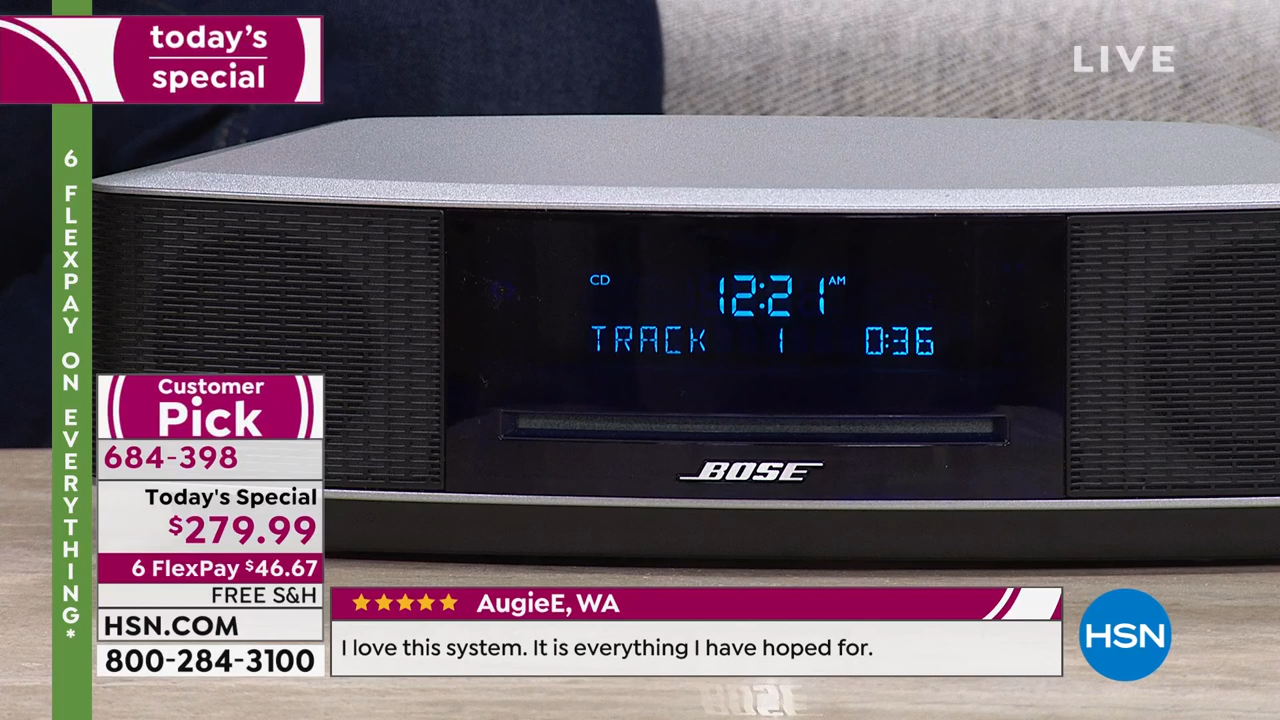 today's
special
LIVE
6 FLEXPAY ON EVERYTHING*
CD 12:21 AM
TRACK 1 0:36
BOSE
Customer
Pick
684-398
Today's Special
$279.99
6 FlexPay $46.67
FREE S&H
HSN.COM
800-284-3100
★★★★★ AugieE, WA
I love this system. It is everything I have hoped for.
HSN